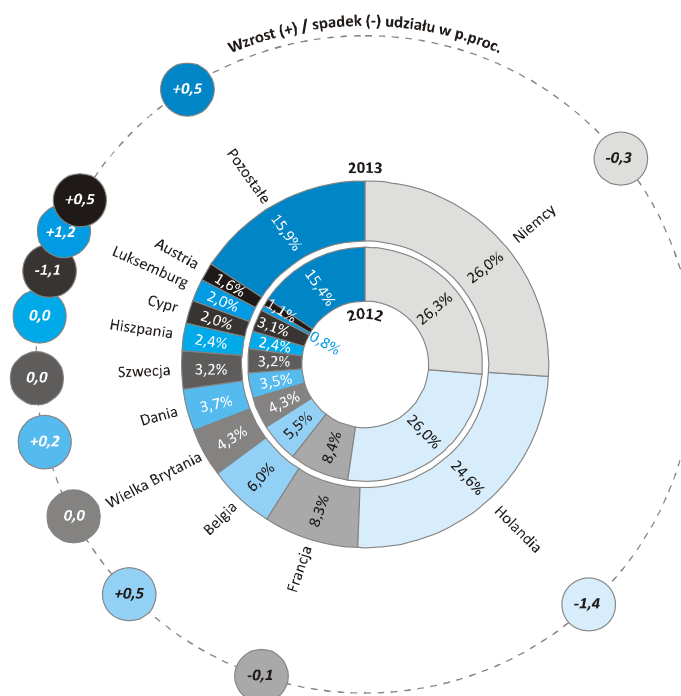 Wzrost (+) / spadek (-) udziału w p.proc.
+0,5
-0,3
+0,5
+1,2
-1,1
0,0
0,0
+0,2
0,0
+0,5
-0,1
-1,4
2013
Niemcy
26,0%
Holandia
24,6%
Francja
8,3%
Belgia
6,0%
Wielka Brytania
4,3%
Dania
3,7%
Szwecja
3,2%
Hiszpania
2,4%
Cypr
2,0%
Luksemburg
2,0%
Austria
1,6%
Pozostałe
15,9%
2012
26,3%
26,0%
8,4%
5,5%
4,3%
3,5%
3,2%
2,4%
3,1%
0,8%
1,1%
15,4%